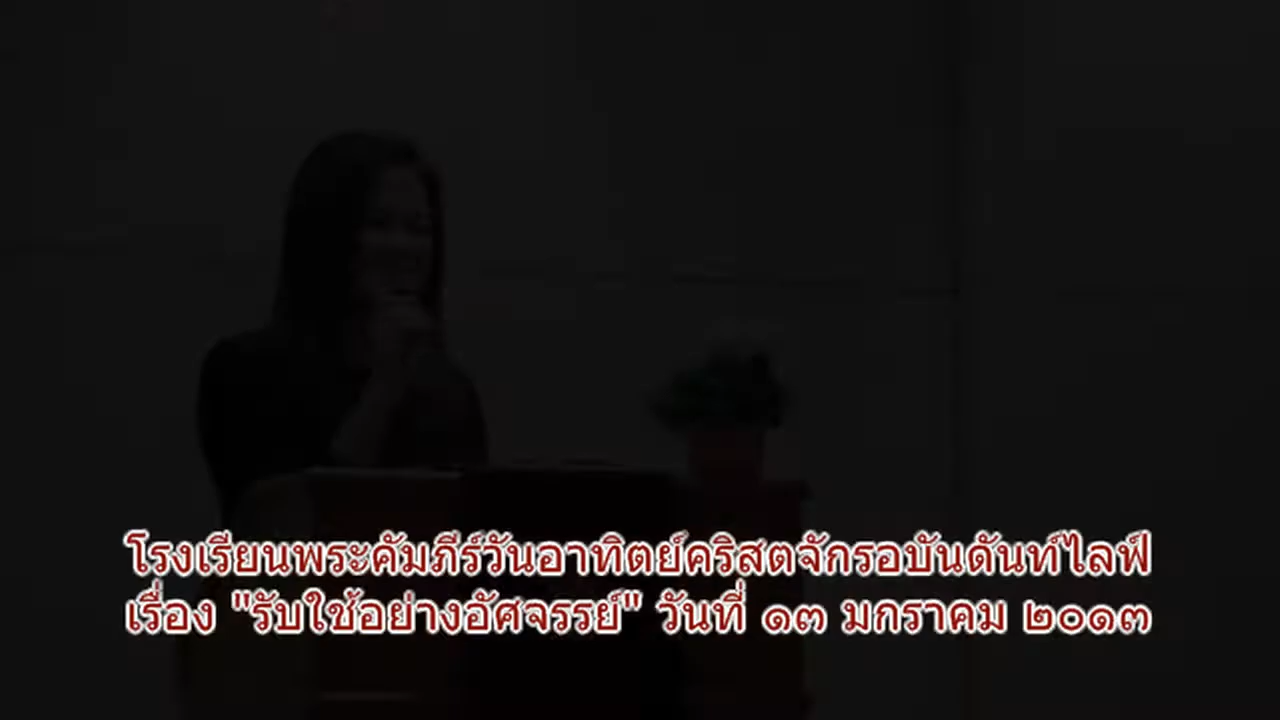 โรงเรียนพระคัมภีร์วันอาทิตย์คริสตจักรอบันดันท์ไลฟ์
เรื่อง "รับใช้อย่างอัศจรรย์" วันที่ ๑๓ มกราคม ๒๐๑๓